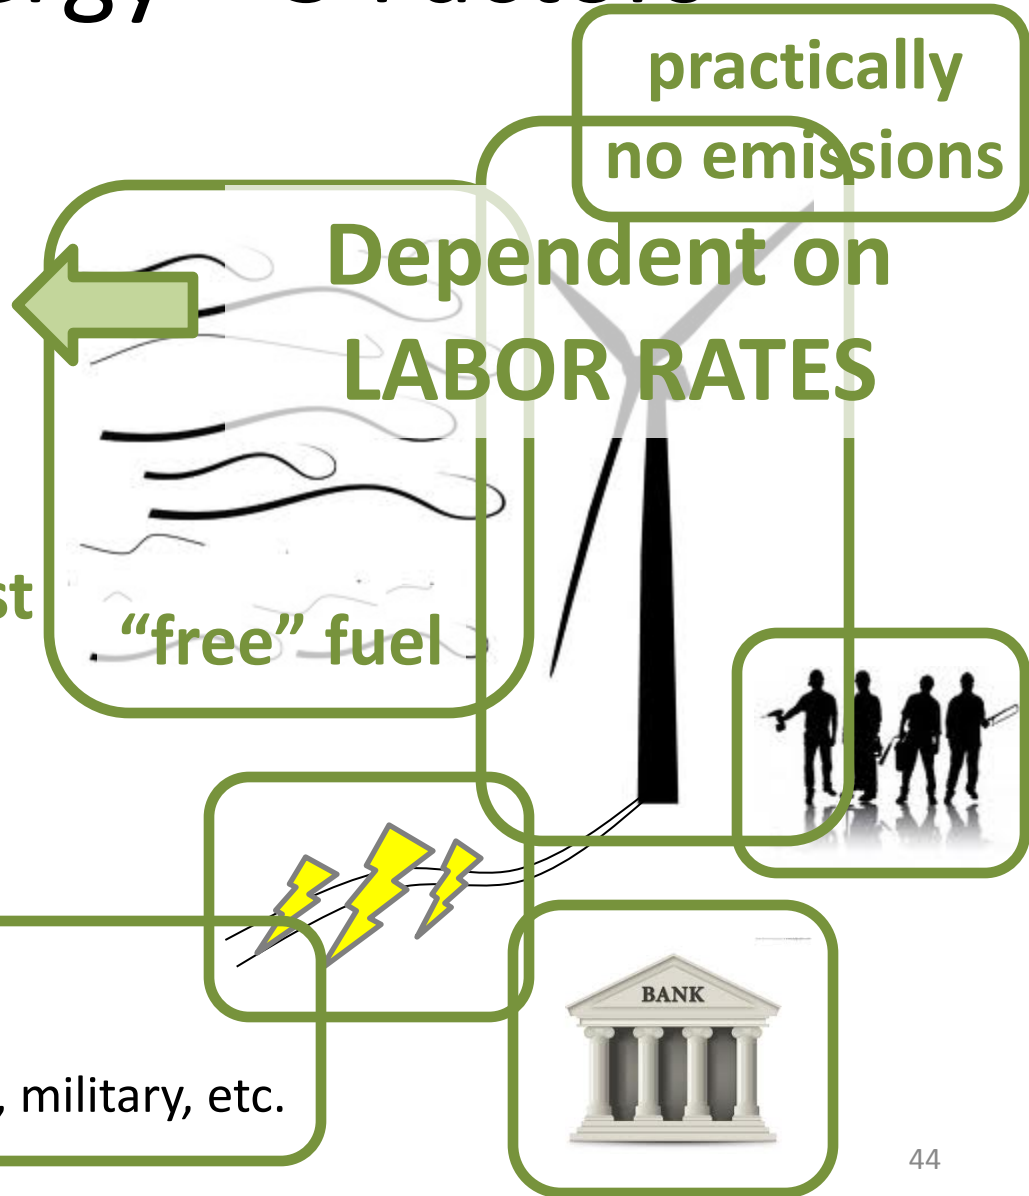 practically
no emissions
Dependent on
LABOR RATES
“free” fuel
BANK
, military, etc.
44